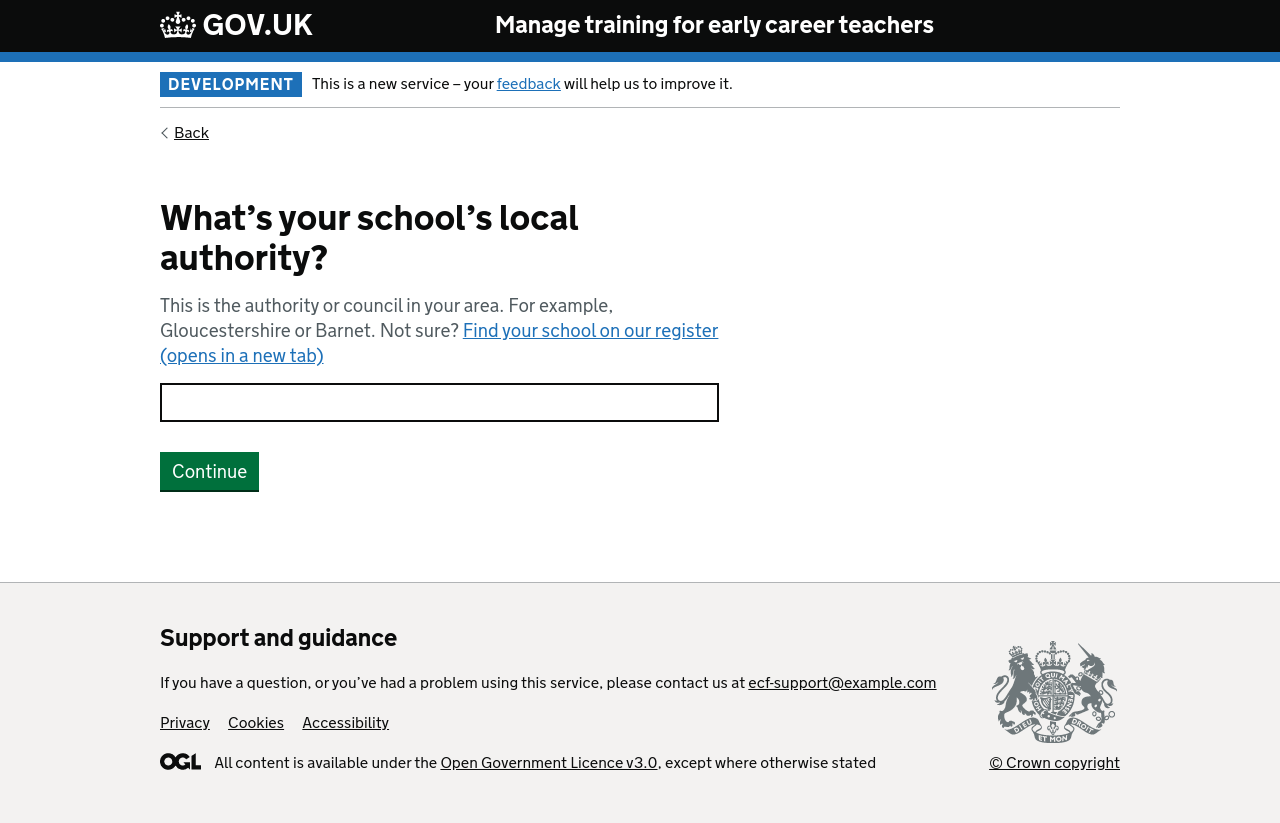 GOV.UK
Manage training for early career teachers
DEVELOPMENT
This is a new service – your feedback will help us to improve it.
Back
What’s your school’s local
authority?
This is the authority or council in your area. For example,
Gloucestershire or Barnet. Not sure? Find your school on our register
(opens in a new tab)
Continue
Support and guidance
If you have a question, or you’ve had a problem using this service, please contact us at ecf-support@example.com
Privacy Cookies Accessibility
OGL All content is available under the Open Government Licence v3.0, except where otherwise stated
DIEU ET MON DROIT
© Crown copyright